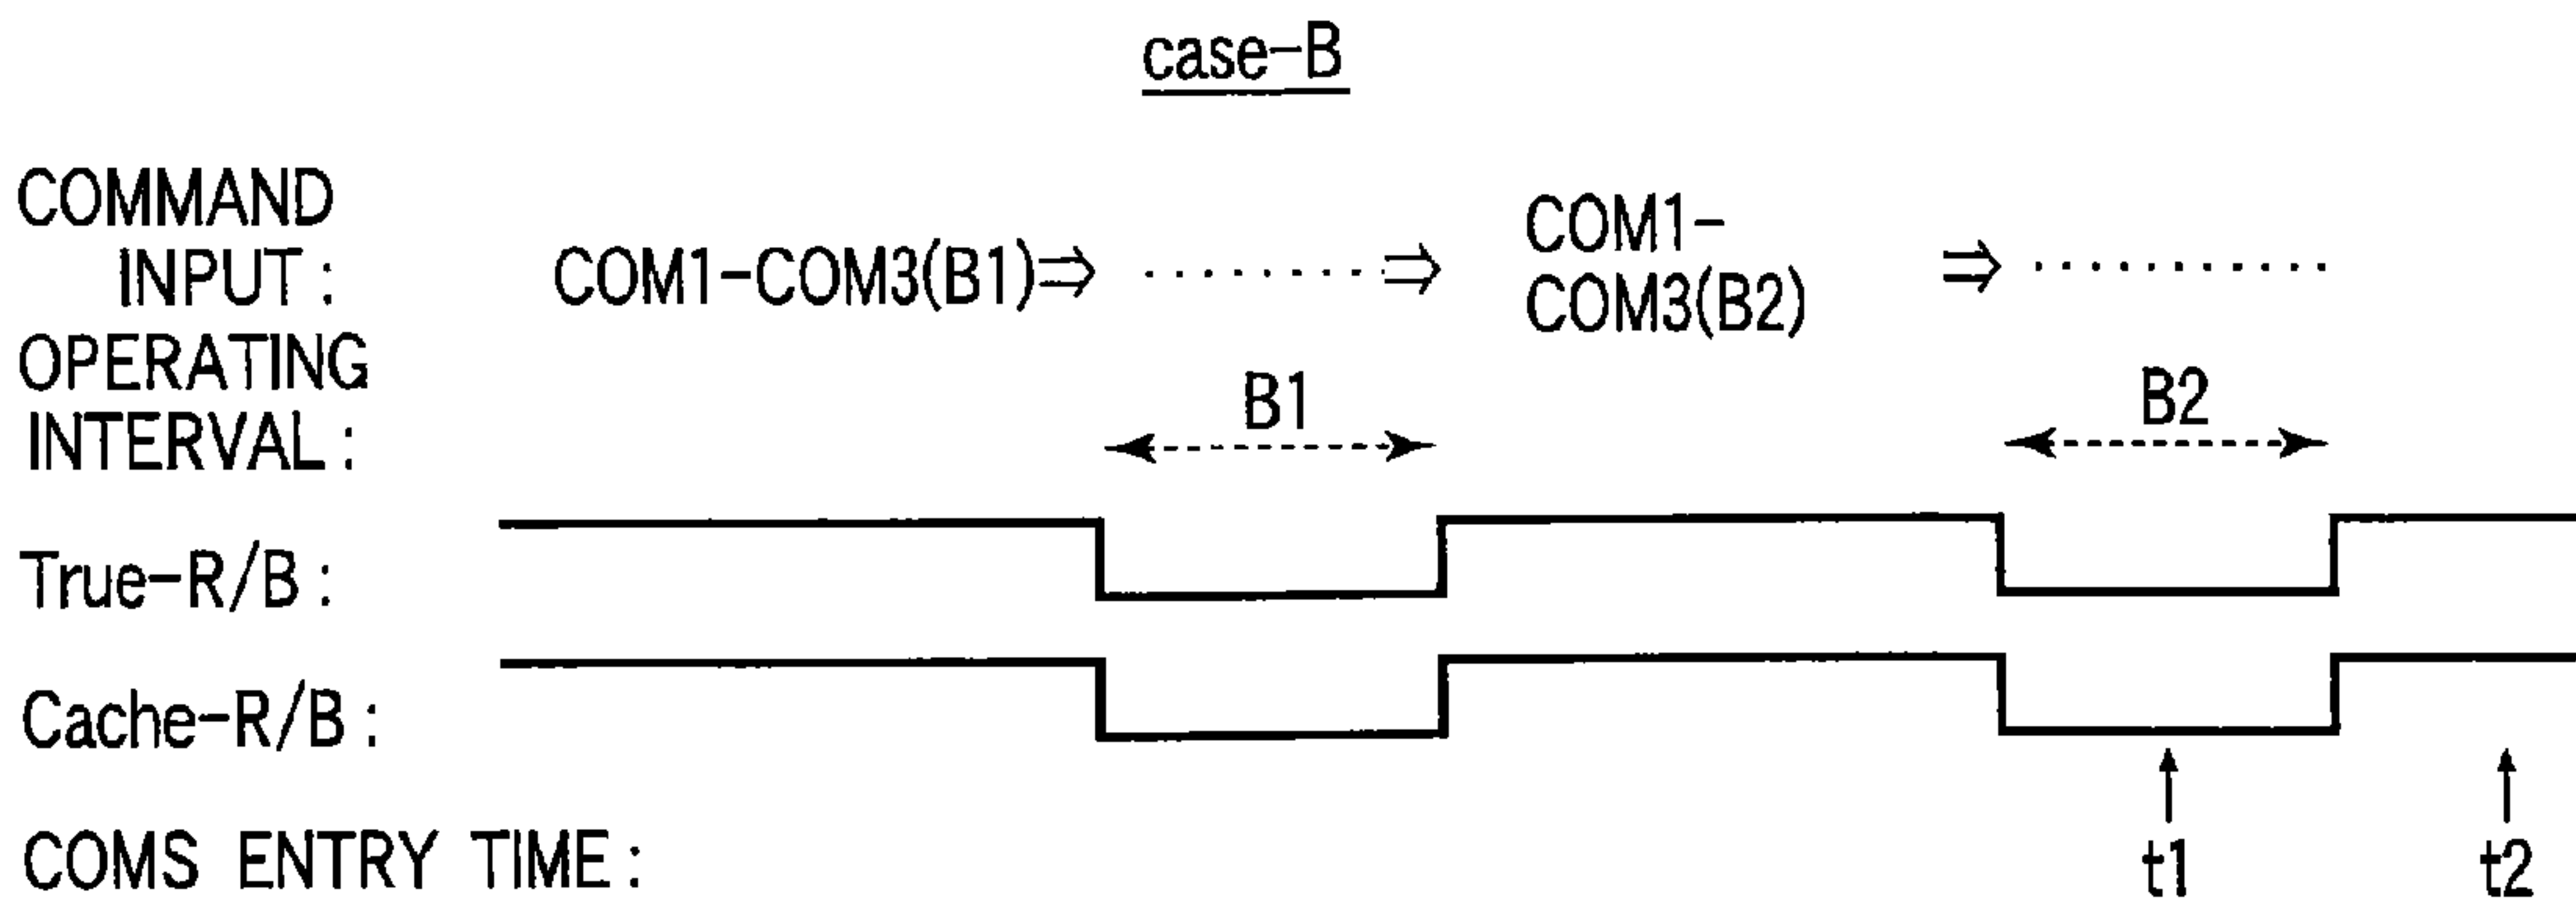 case-B
COMMAND
INPUT :
COM1-COM3(B1)⇒ ········⇒
COM1-
COM3(B2)
⇒ ···········
OPERATING
INTERVAL :
B1
B2
True-R/B :
Cache-R/B :
COMS ENTRY TIME :
t1
t2